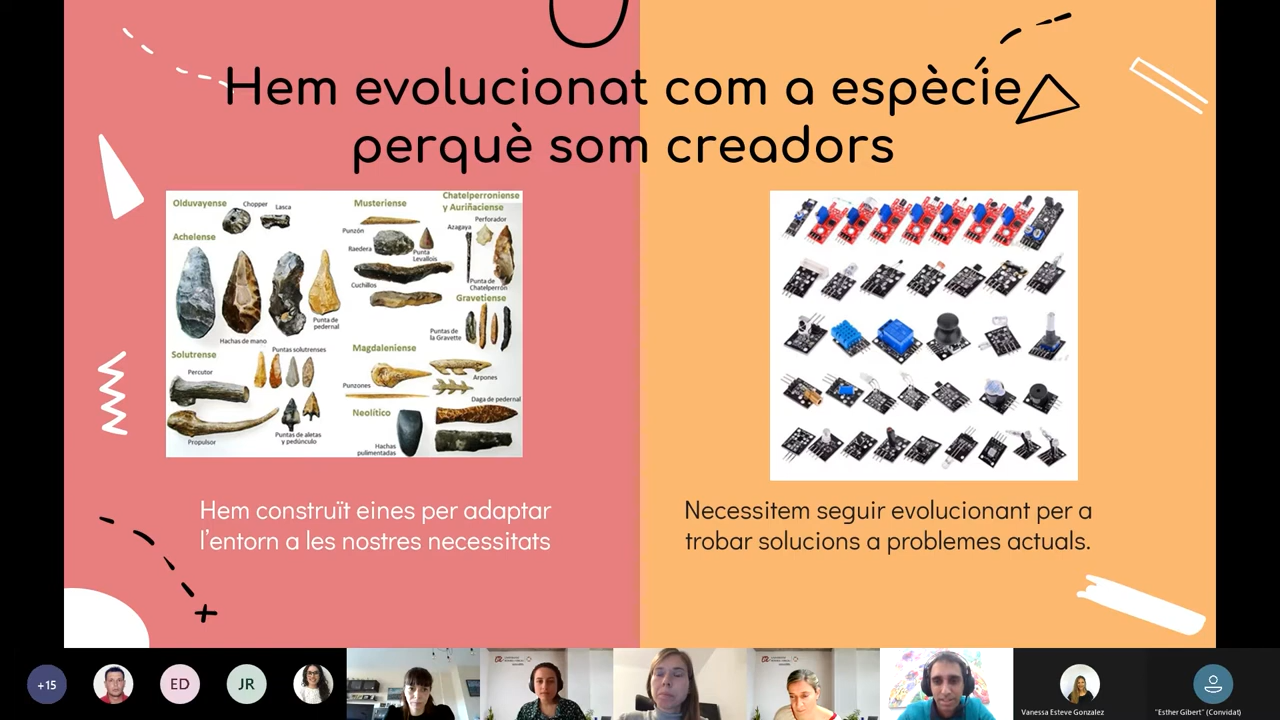 Hem evolucionat com a espècie
perquè som creadors
Olduvayense
Chopper
Lasca
Achelense
Hachas de mano
Punta de
pedernal
Solutrense
Percutor
Puntas solutrenses
Propulsor
Puntas de aletas
y pedúnculo
Musteriense
Punzón
Raedera
Punta
Levallois
Cuchillos
Chatelperroniense
y Auriñaciense
Perforador
Azagaya
Punta de
Chatelperrón
Gravetiense
Puntas de
la Gravette
Magdaleniense
Punzones
Arpones
Daga de pedernal
Neolítico
Hachas
pulimentadas
Hem construït eines per adaptar
l'entorn a les nostres necessitats
Necessitem seguir evolucionant per a
trobar solucions a problemes actuals.
+15
ED
JR
Vanessa Esteve Gonzalez
"Esther Gibert" (Convidat)